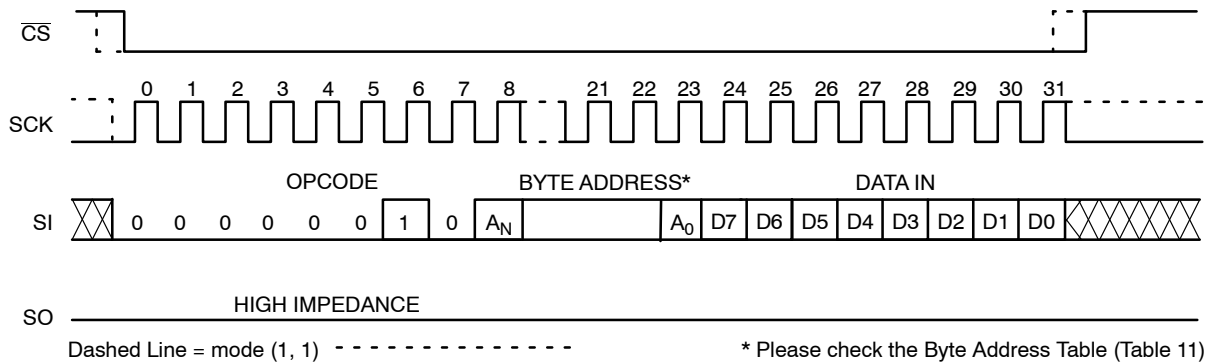 CS
0 1 2 3 4 5 6 7 8 21 22 23 24 25 26 27 28 29 30 31
SCK
OPCODE BYTE ADDRESS* DATA IN
SI 0 0 0 0 0 0 1 0 AN A0 D7 D6 D5 D4 D3 D2 D1 D0
HIGH IMPEDANCE
SO
Dashed Line = mode (1, 1) * Please check the Byte Address Table (Table 11)